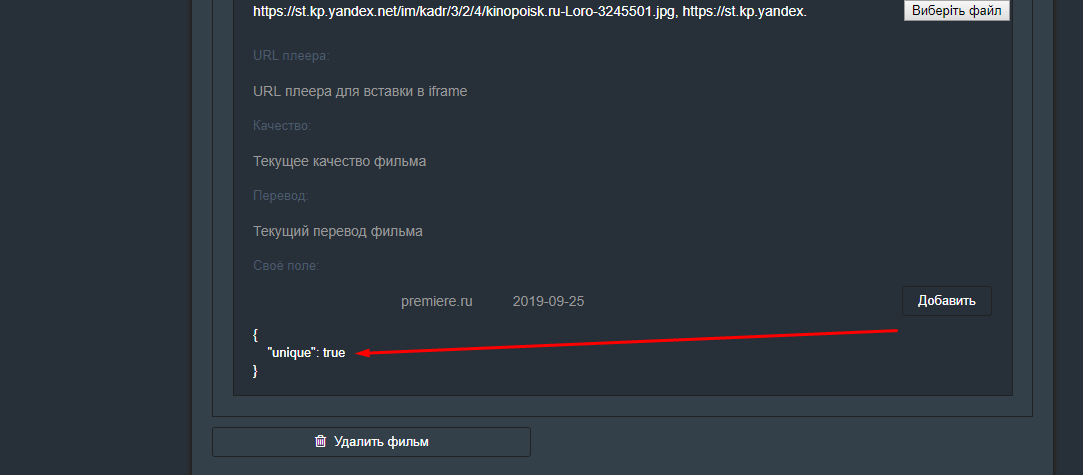 https://st.kp.yandex.net/im/kadr/3/2/4/kinopoisk.ru-Loro-3245501.jpg, https://st.kp.yandex. Виберіть файл
URL плеера:
URL плеера для вставки в iframe
Качество:
Текущее качество фильма
Перевод:
Текущий перевод фильма
Своё поле:
premiere.ru 2019-09-25 Добавить
{
"unique": true
}
Удалить фильм